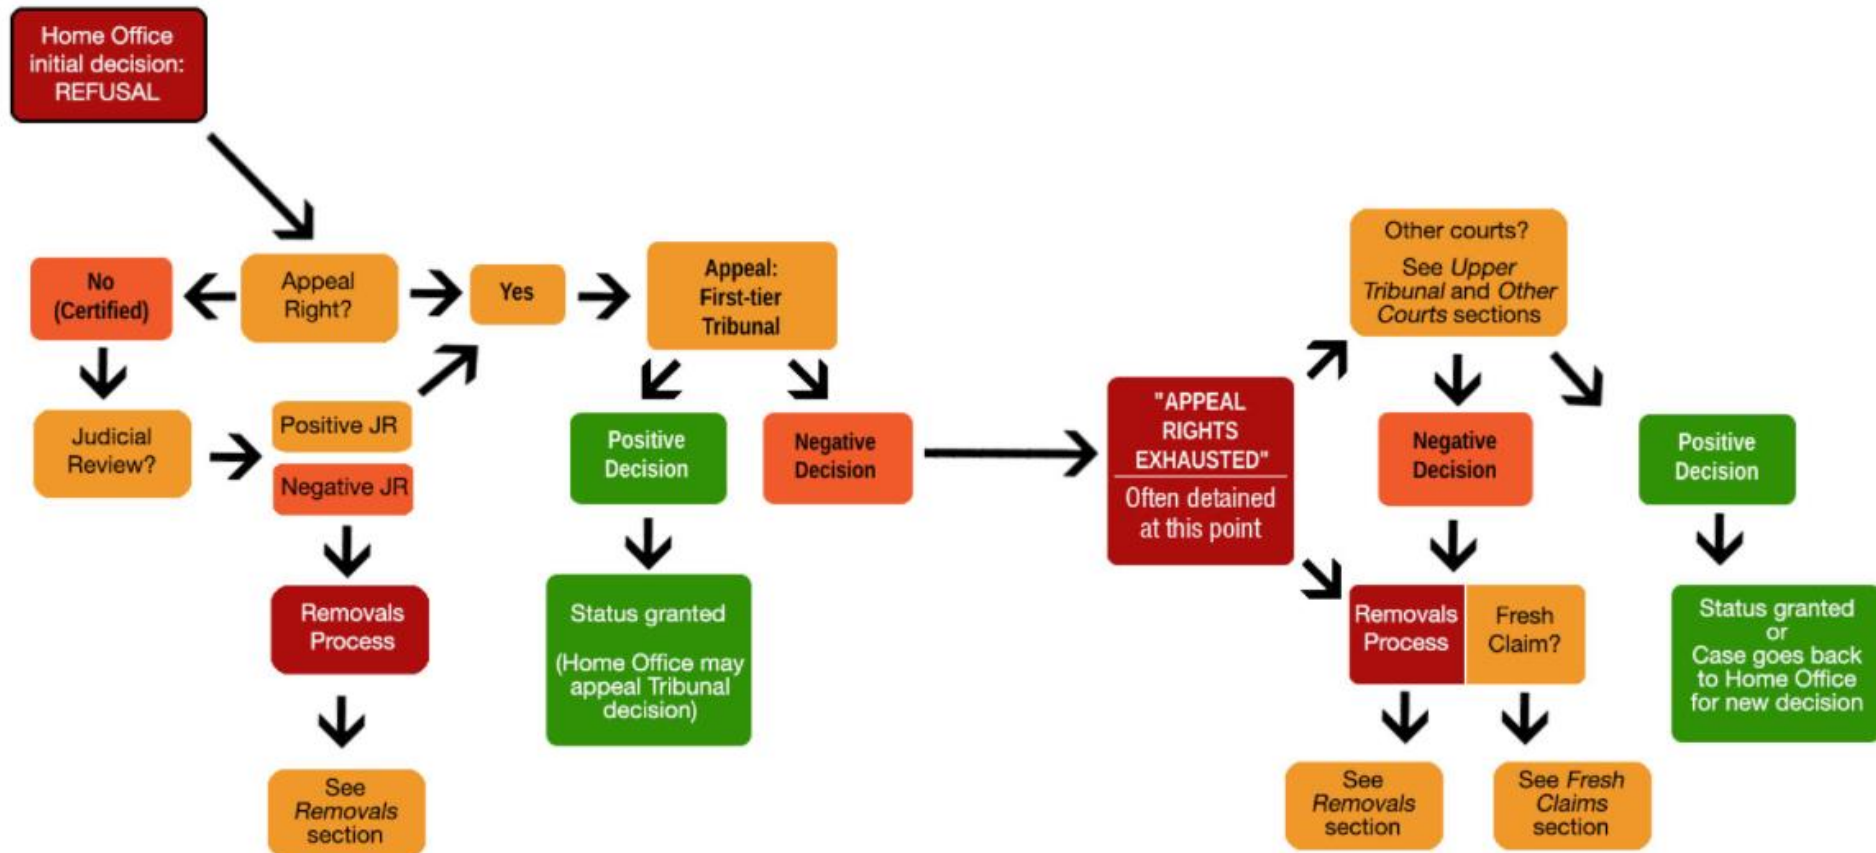 Home Office
initial decision:
REFUSAL
No
(Certified)
Appeal
Right?
Yes
Appeal:
First-tier
Tribunal
Judicial
Review?
Positive JR
Negative JR
Removals
Process
See
Removals
section
Positive
Decision
Negative
Decision
Status granted
(Home Office may
appeal Tribunal
decision)
"APPEAL
RIGHTS
EXHAUSTED"
Often detained
at this point
Other courts?
See Upper
Tribunal and Other
Courts sections
Negative
Decision
Positive
Decision
Removals
Process
Fresh
Claim?
Status granted
or
Case goes back
to Home Office
for new decision
See
Removals
section
See Fresh
Claims
section